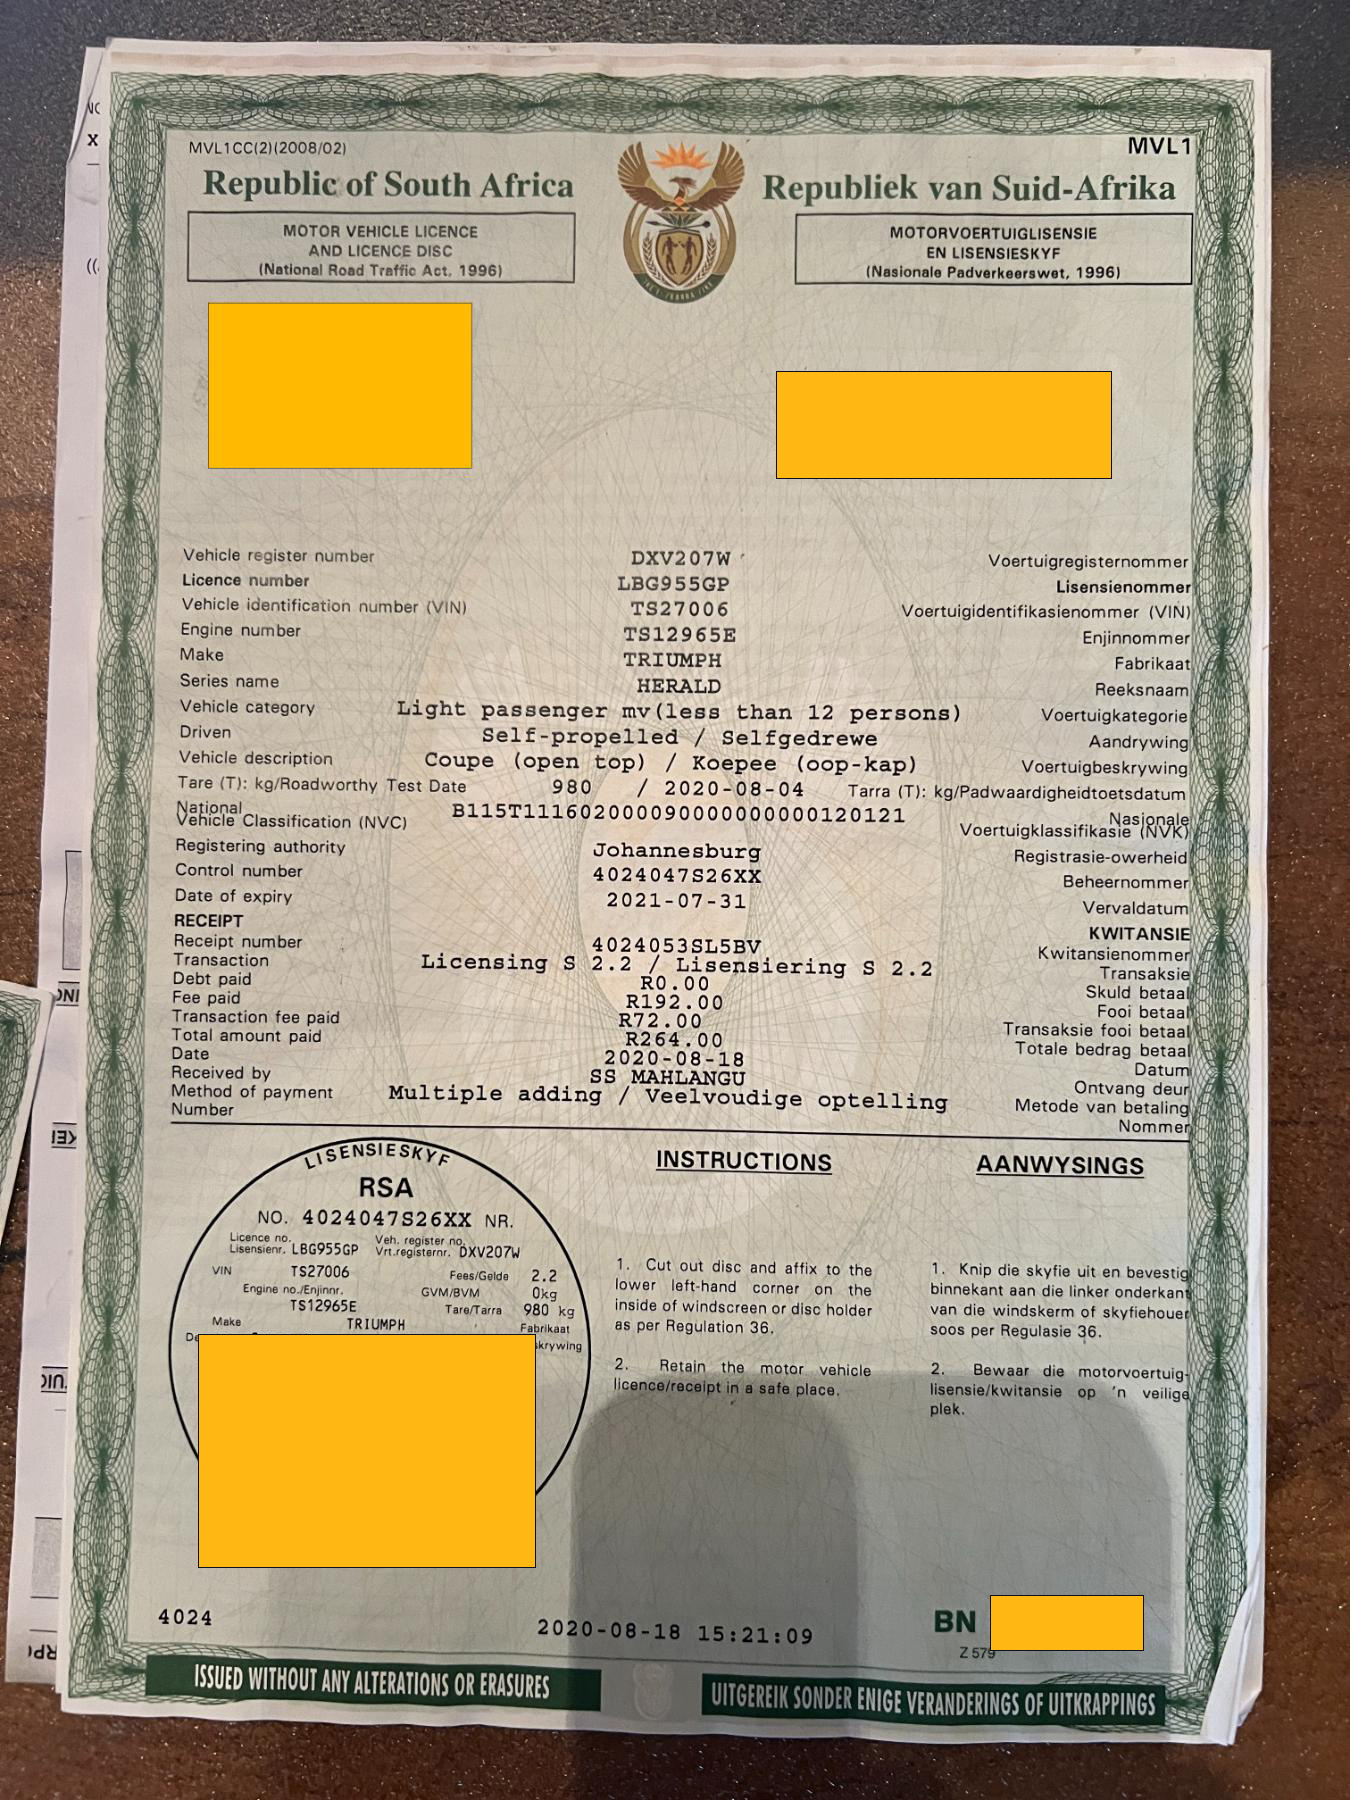 MVL1CC(2)(2008/02)
MVL1
Republic of South Africa
Republiek van Suid-Afrika
MOTOR VEHICLE LICENCE
AND LICENCE DISC
(National Road Traffic Act, 1996)
MOTORVOERTUIGLISENSIE
EN LISENSIESKYF
(Nasionale Padverkeerswet, 1996)
Vehicle register number DXV207W Voertuigregisternommer
Licence number LBG955GP Lisensienommer
Vehicle identification number (VIN) TS27006 Voertuigidentifikasienommer (VIN)
Engine number TS12965E Enjinnommer
Make TRIUMPH Fabrikaat
Series name HERALD Reeksnaam
Vehicle category Light passenger mv(less than 12 persons) Voertuigkategorie
Driven Self-propelled / Selfgedrewe Aandrywing
Vehicle description Coupe (open top) / Koepee (oop-kap) Voertuigbeskrywing
Tare (T): kg/Roadworthy Test Date 980 / 2020-08-04 Tarra (T): kg/Padwaardigheidtoetsdatum
National Nasionale
Vehicle Classification (NVC) B115T1116020000900000000000120121 Voertuigklassifikasie (NVK)
Registering authority Johannesburg Registrasie-owerheid
Control number 4024047S26XX Beheernommer
Date of expiry 2021-07-31 Vervaldatum
RECEIPT KWITANSIE
Receipt number 4024053SL5BV Kwitansienommer
Transaction Licensing S 2.2 / Lisensiering S 2.2 Transaksie
Debt paid R0.00 Skuld betaal
Fee paid R192.00 Fooi betaal
Transaction fee paid R72.00 Transaksie fooi betaal
Total amount paid R264.00 Totale bedrag betaal
Date 2020-08-18 Datum
Received by SS MAHLANGU Ontvang deur
Method of payment Multiple adding / Veelvoudige optelling Metode van betaling
Number Nommer
LISENSIESKYF
RSA
NO. 4024047S26XX NR.
Licence no. Veh. register no.
Lisensienr. LBG955GP Vrt.registernr. DXV207W
VIN TS27006 Fees/Gelde 2.2
Engine no./Enjinnr. GVM/BVM 0kg
TS12965E Tare/Tarra 980 kg
Make TRIUMPH Fabrikaat
De skrywing
INSTRUCTIONS
1. Cut out disc and affix to the
lower left-hand corner on the
inside of windscreen or disc holder
as per Regulation 36.
2. Retain the motor vehicle
licence/receipt in a safe place.
AANWYSINGS
1. Knip die skyfie uit en bevestig
binnekant aan die linker onderkant
van die windskerm of skyfiehouer
soos per Regulasie 36.
2. Bewaar die motorvoertuig-
lisensie/kwitansie op 'n veilige
plek.
4024
2020-08-18 15:21:09
BN
Z 579
ISSUED WITHOUT ANY ALTERATIONS OR ERASURES
UITGEREIK SONDER ENIGE VERANDERINGS OF UITKRAPPINGS